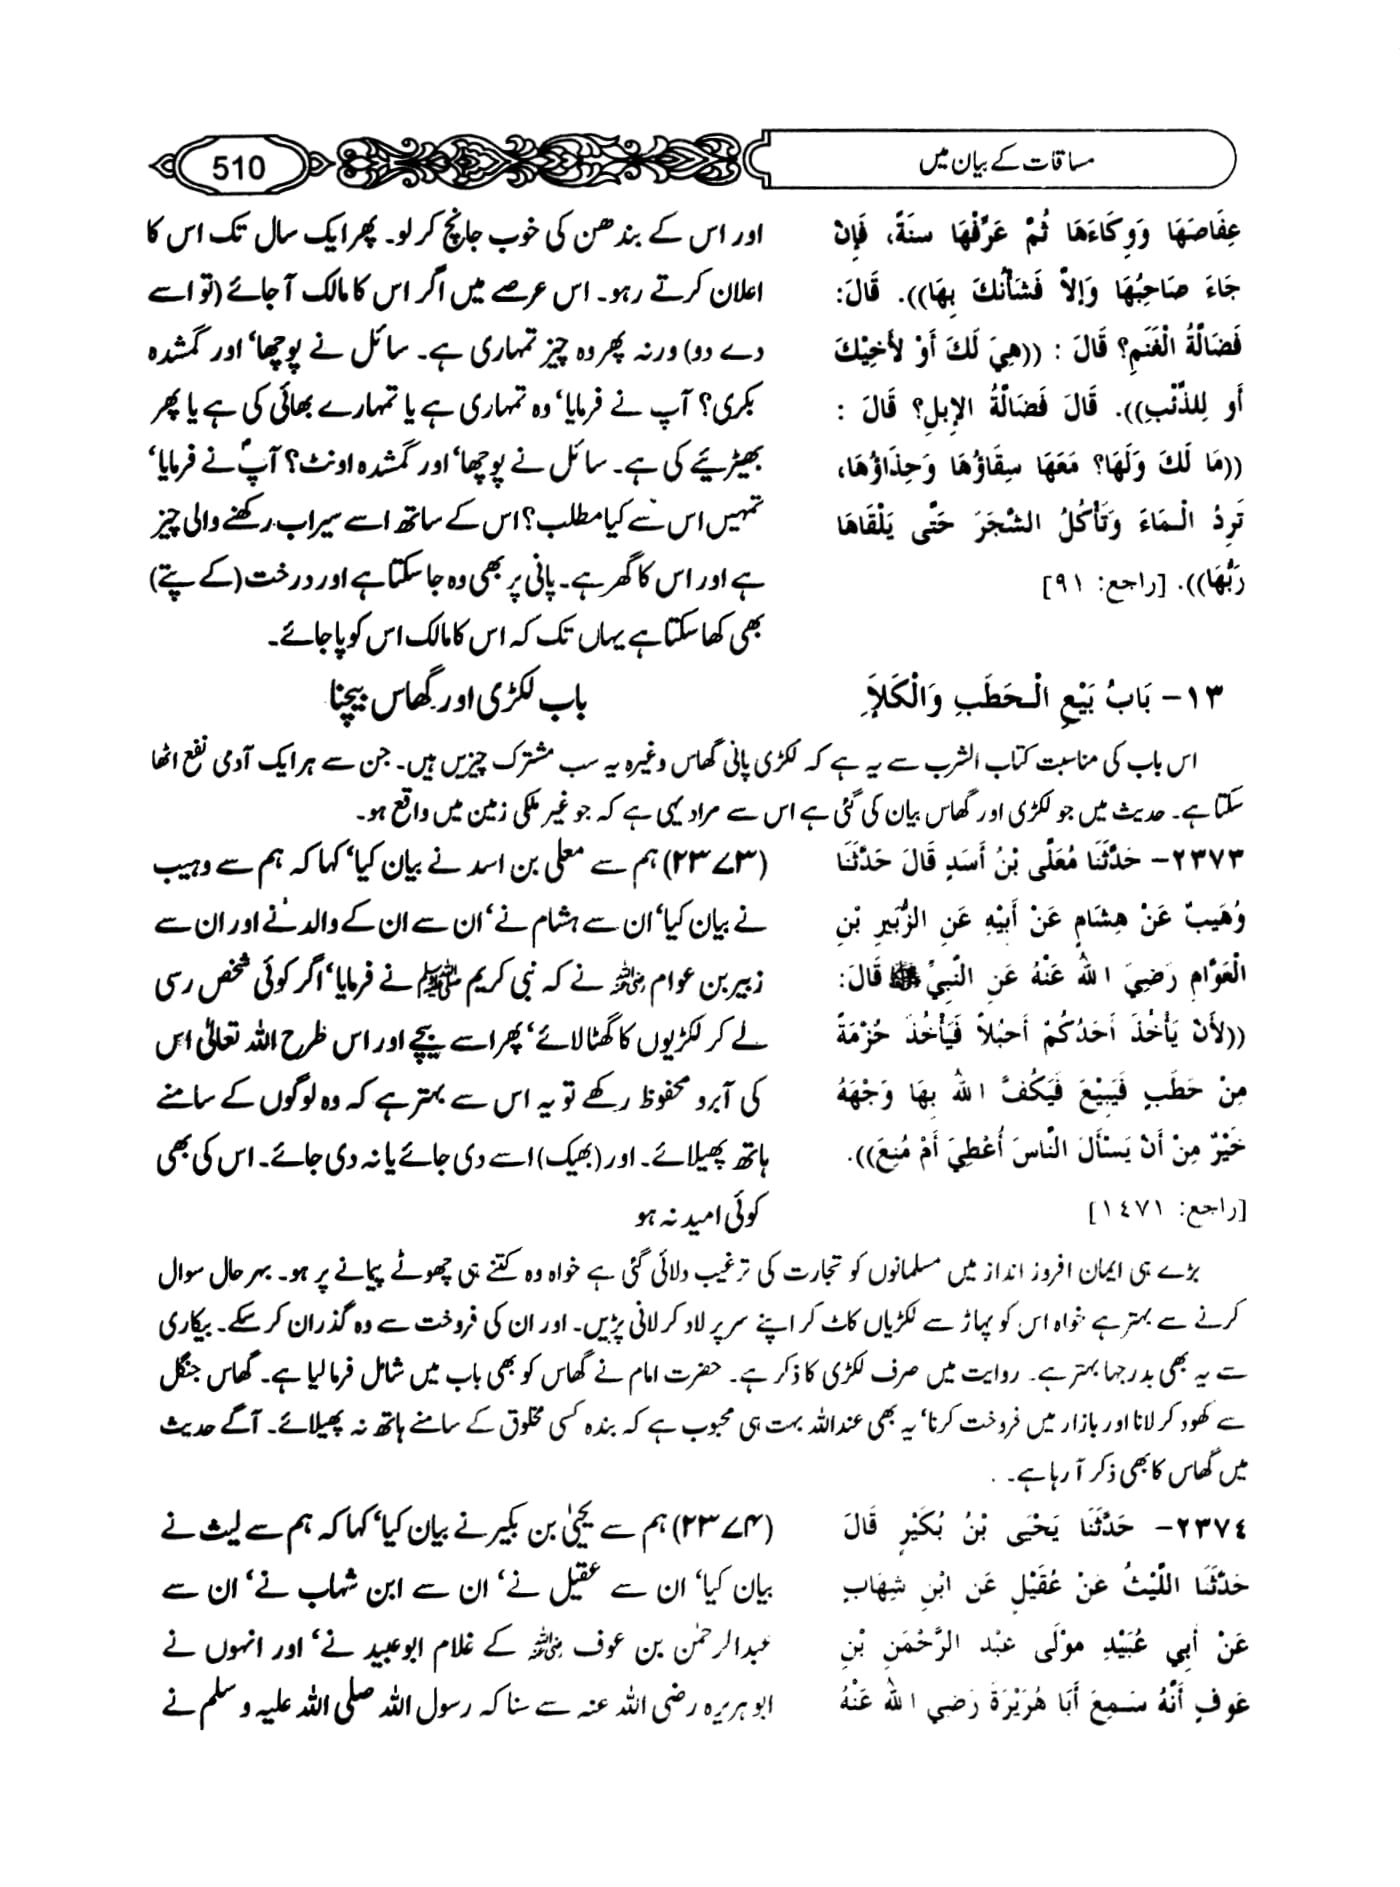 مساقات کے بیان میں
510
عِفَاصَهَا وَوِكَاءَهَا ثُمَّ عَرِّفْهَا سنَةً، فَإِنْ
جَاءَ صَاحِبُهَا وَإِلاَّ فَشَأْنُكَ بِهَا)). قَالَ:
فَضَالَّةُ الْغَنَمِ؟ قَالَ : ((هِيَ لَكَ أَوْ لأَخِيْكَ
أَو لِلذِّئْبِ)). قَالَ فَضَالَّةُ الإِبِلِ؟ قَالَ :
((مَا لَكَ وَلَهَا؟ مَعَهَا سِقَاؤُهَا وَحِذَاؤُهَا،
تَرِدُ الْـمَاءَ وَتَأْكُلُ الشَّجَرَ حَتَّى يَلْقَاهَا
رَبُّهَا)). [راجع: ٩١]
اور اس کے بندھن کی خوب جانچ کر لو۔ پھر ایک سال تک اس کا
اعلان کرتے رہو۔ اس عرصے میں اگر اس کا مالک آ جائے (تو اسے
دے دو) ورنہ پھر وہ چیز تمہاری ہے۔ سائل نے پوچھا‘ اور گمشدہ
بکری؟ آپ نے فرمایا‘ وہ تمہاری ہے یا تمہارے بھائی کی ہے یا پھر
بھیڑیئے کی ہے۔ سائل نے پوچھا‘ اور گمشدہ اونٹ؟ آپؐ نے فرمایا‘
تمہیں اس سے کیا مطلب؟ اس کے ساتھ اسے سیراب رکھنے والی چیز
ہے اور اس کا گھر ہے۔ پانی پر بھی وہ جا سکتا ہے اور درخت (کے پتے)
بھی کھا سکتا ہے یہاں تک کہ اس کا مالک اس کو پا جائے۔
١٣- بَابُ بَيْعِ الْـحَطَبِ وَالْكَلإِ
باب لکڑی اور گھاس بیچنا
اس باب کی مناسبت کتاب الشرب سے یہ ہے کہ لکڑی پانی گھاس وغیرہ یہ سب مشترک چیزیں ہیں۔ جن سے ہر ایک آدمی نفع اٹھا
سکتا ہے۔ حدیث میں جو لکڑی اور گھاس بیان کی گئی ہے اس سے مراد یہی ہے کہ جو غیر ملکی زمین میں واقع ہو۔
٢٣٧٣- حَدَّثَنَا مُعَلَّى بْنُ أَسَدٍ قَالَ حَدَّثَنَا
وُهَيبٌ عَنْ هِشَامٍ عَنْ أَبِيْهِ عَنِ الزُّبَيرِ بْنِ
الْعَوَّامِ رَضِيَ اللهُ عَنْهُ عَنِ النَّبِيِّ ﷺ قَالَ:
((لأَنْ يَأْخُذَ أَحَدُكُمْ أَحبُلاً فَيَأْخُذَ حُزْمَةً
مِنْ حَطَبٍ فَيَبِيْعَ فَيَكُفَّ اللهُ بِهَا وَجْهَهُ
خَيْرٌ مِنْ أَنْ يَسْأَلَ النَّاسَ أُعْطِيَ أَمْ مُنِعَ)).
[راجع: ١٤٧١]
(۲۳۷۳) ہم سے معلی بن اسد نے بیان کیا‘ کہا کہ ہم سے وہیب
نے بیان کیا‘ ان سے ہشام نے‘ ان سے ان کے والد نے اور ان سے
زبیر بن عوام رضی اللہ عنہ نے کہ نبی کریم ﷺ نے فرمایا‘ اگر کوئی شخص رسی
لے کر لکڑیوں کا گٹھا لائے‘ پھر اسے بیچے اور اس طرح اللہ تعالیٰ اس
کی آبرو محفوظ رکھے تو یہ اس سے بہتر ہے کہ وہ لوگوں کے سامنے
ہاتھ پھیلائے۔ اور (بھیک) اسے دی جائے یا نہ دی جائے۔ اس کی بھی
کوئی امید نہ ہو
بڑے ہی ایمان افروز انداز میں مسلمانوں کو تجارت کی ترغیب دلائی گئی ہے خواہ وہ کتنے ہی چھوٹے پیمانے پر ہو۔ بہر حال سوال
کرنے سے بہتر ہے خواہ اس کو پہاڑ سے لکڑیاں کاٹ کر اپنے سر پر لاد کر لانی پڑیں۔ اور ان کی فروخت سے وہ گذران کر سکے۔ بیکاری
سے یہ بھی بدرجہا بہتر ہے۔ روایت میں صرف لکڑی کا ذکر ہے۔ حضرت امام نے گھاس کو بھی باب میں شامل فرما لیا ہے۔ گھاس جنگل
سے کھود کر لانا اور بازار میں فروخت کرنا‘ یہ بھی عند اللہ بہت ہی محبوب ہے کہ بندہ کسی مخلوق کے سامنے ہاتھ نہ پھیلائے۔ آگے حدیث
میں گھاس کا بھی ذکر آ رہا ہے۔
٢٣٧٤- حَدَّثَنَا يَحْيَى بْنُ بُكَيْرٍ قَالَ
حَدَّثَنَا اللَّيْثُ عَنْ عُقَيْلٍ عَنِ ابْنِ شِهَابٍ
عَنْ أَبِي عُبَيْدٍ مَوْلَى عَبْدِ الرَّحْمَنِ بْنِ
عَوفٍ أَنَّهُ سَمِعَ أَبَا هُرَيْرَةَ رَضِيَ اللهُ عَنْهُ
(۲۳۷۴) ہم سے یحییٰ بن بکیر نے بیان کیا‘ کہا کہ ہم سے لیث نے
بیان کیا‘ ان سے عقیل نے‘ ان سے ابن شہاب نے‘ ان سے
عبدالرحمٰن بن عوف رضی اللہ عنہ کے غلام ابو عبید نے‘ اور انہوں نے
ابو ہریرہ رضی اللہ عنہ سے سنا کہ رسول اللہ صلی اللہ علیہ و سلم نے